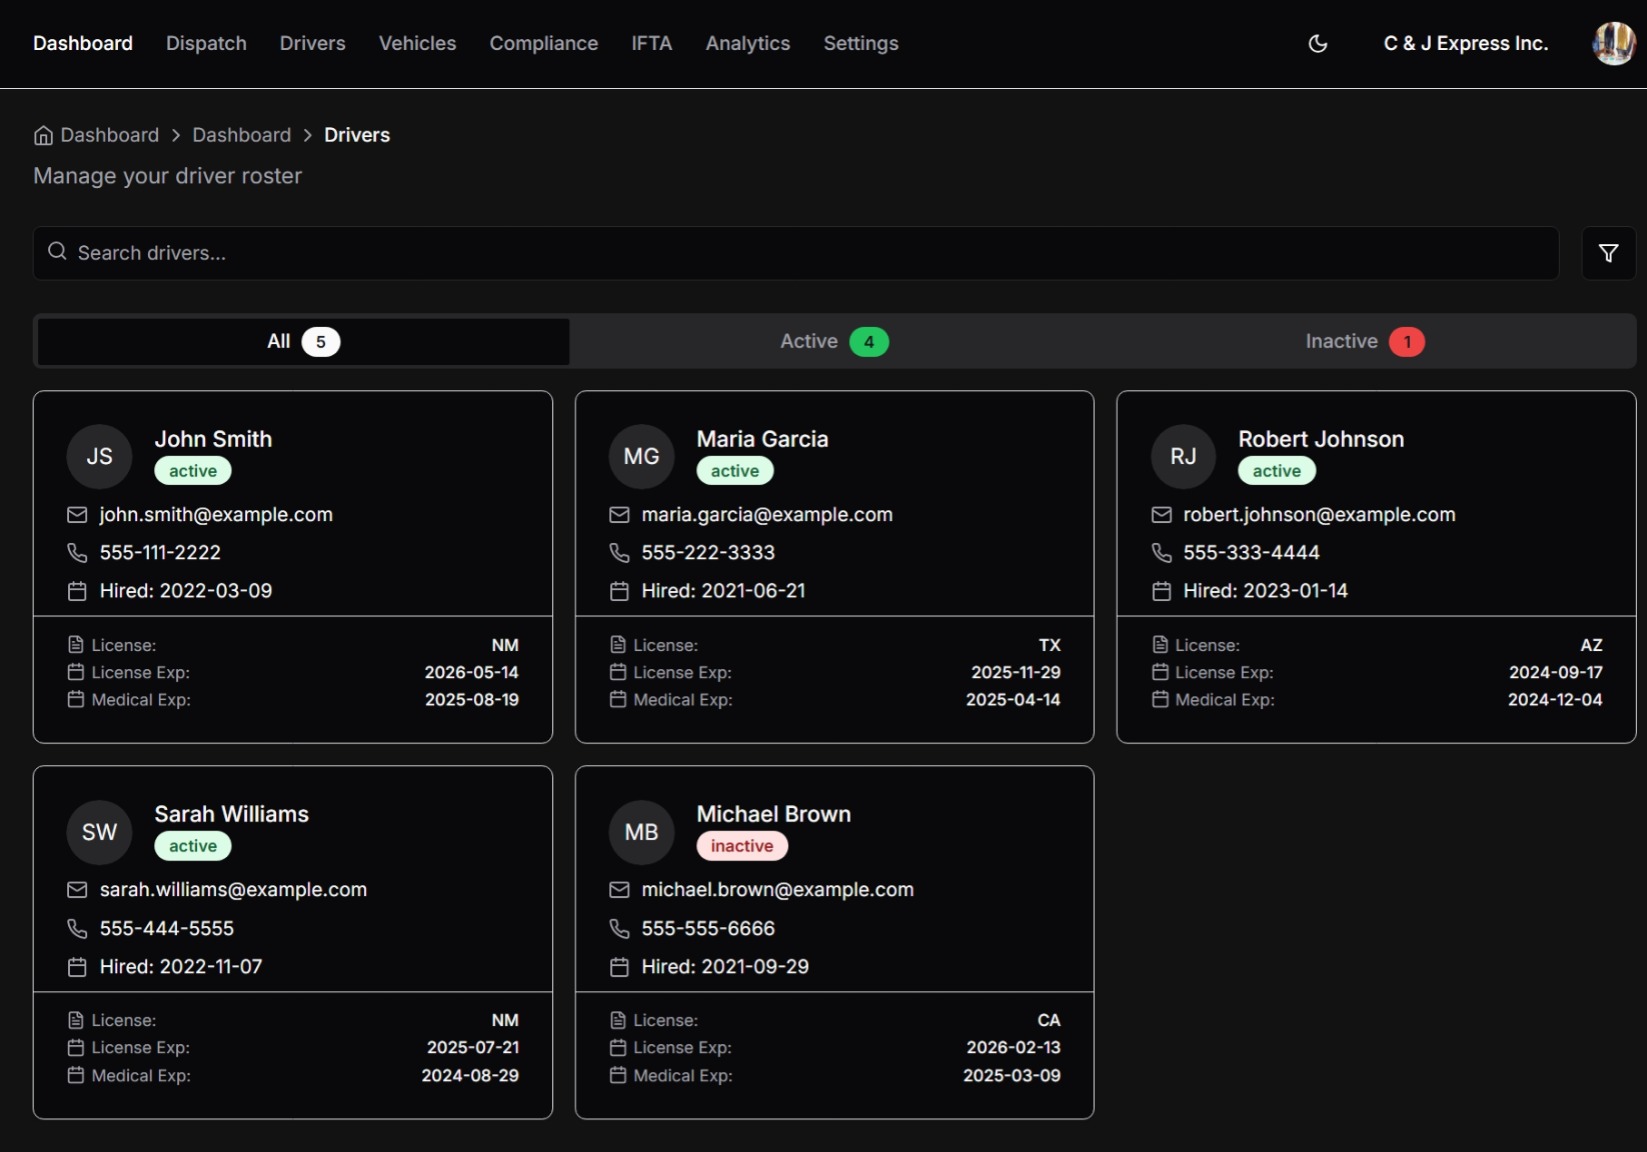 Dashboard Dispatch Drivers Vehicles Compliance IFTA Analytics Settings C & J Express Inc.
Dashboard > Dashboard > Drivers
Manage your driver roster
Search drivers...
All 5 Active 4 Inactive 1
JS
John Smith
active
john.smith@example.com
555-111-2222
Hired: 2022-03-09
License: NM
License Exp: 2026-05-14
Medical Exp: 2025-08-19
MG
Maria Garcia
active
maria.garcia@example.com
555-222-3333
Hired: 2021-06-21
License: TX
License Exp: 2025-11-29
Medical Exp: 2025-04-14
RJ
Robert Johnson
active
robert.johnson@example.com
555-333-4444
Hired: 2023-01-14
License: AZ
License Exp: 2024-09-17
Medical Exp: 2024-12-04
SW
Sarah Williams
active
sarah.williams@example.com
555-444-5555
Hired: 2022-11-07
License: NM
License Exp: 2025-07-21
Medical Exp: 2024-08-29
MB
Michael Brown
inactive
michael.brown@example.com
555-555-6666
Hired: 2021-09-29
License: CA
License Exp: 2026-02-13
Medical Exp: 2025-03-09